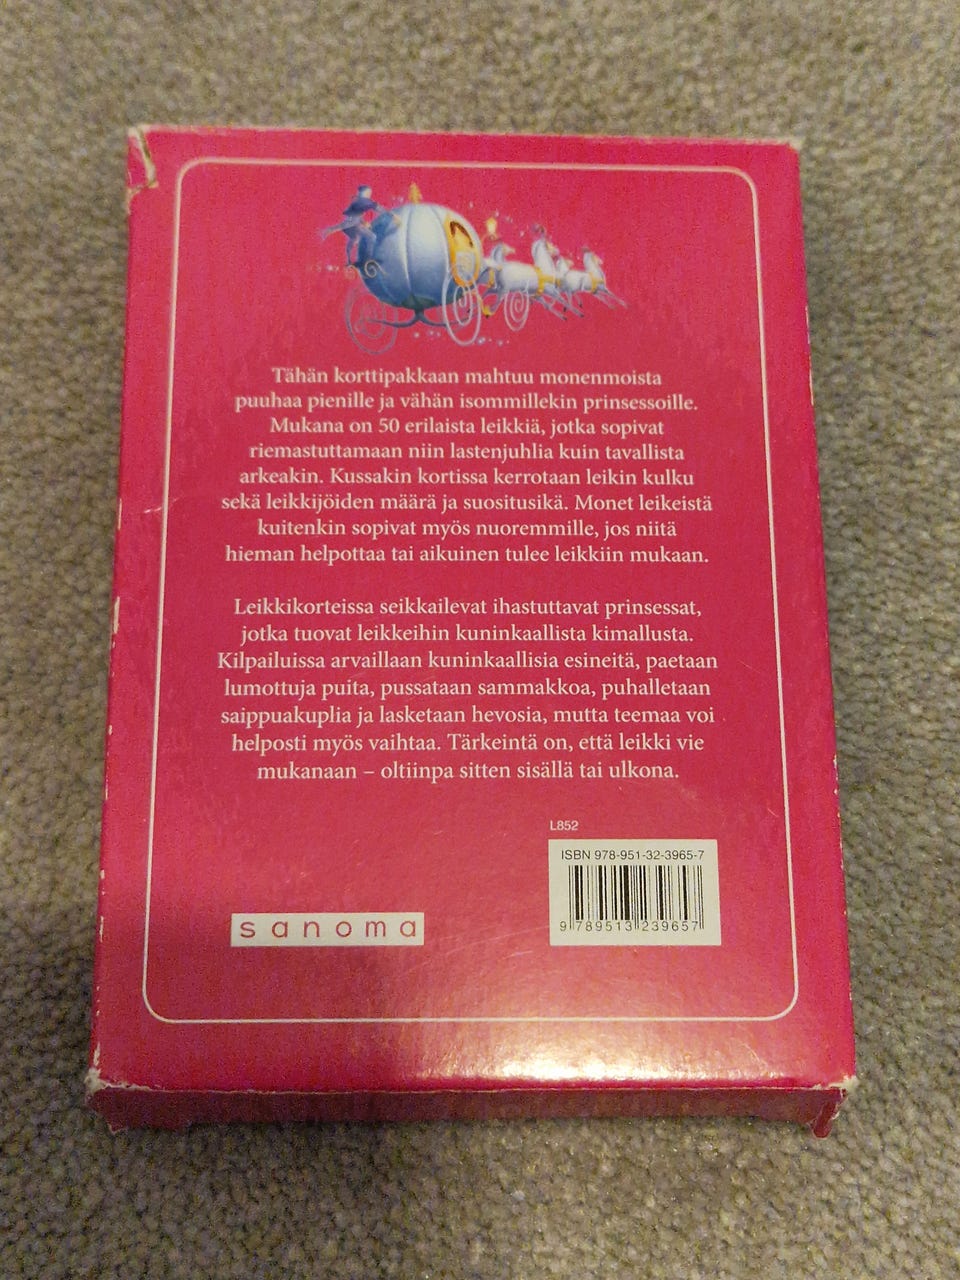 Tähän korttipakkaan mahtuu monenmoista
puuhaa pienille ja vähän isommillekin prinsessoille.
Mukana on 50 erilaista leikkiä, jotka sopivat
riemastuttamaan niin lastenjuhlia kuin tavallista
arkeakin. Kussakin kortissa kerrotaan leikin kulku
sekä leikkijöiden määrä ja suositusikä. Monet leikeistä
kuitenkin sopivat myös nuoremmille, jos niitä
hieman helpottaa tai aikuinen tulee leikkiin mukaan.
Leikkikorteissa seikkailevat ihastuttavat prinsessat,
jotka tuovat leikkeihin kuninkaallista kimallusta.
Kilpailuissa arvaillaan kuninkaallisia esineitä, paetaan
lumottuja puita, pussataan sammakkoa, puhalletaan
saippuakuplia ja lasketaan hevosia, mutta teemaa voi
helposti myös vaihtaa. Tärkeintä on, että leikki vie
mukanaan – oltiinpa sitten sisällä tai ulkona.
L852
ISBN 978-951-32-3965-7
9 789513 239657
sanoma